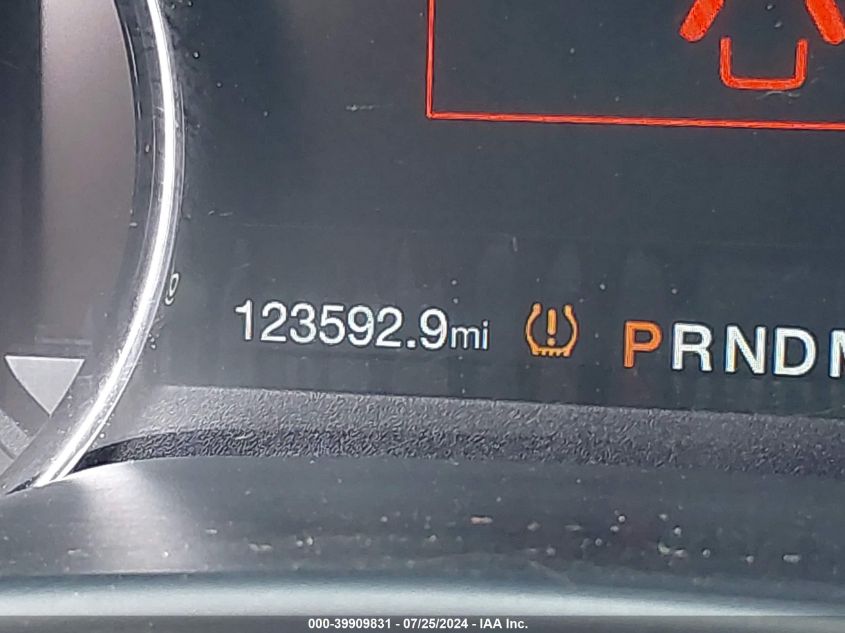 123592.9mi
PRNDM
000-39909831 - 07/25/2024 - IAA Inc.